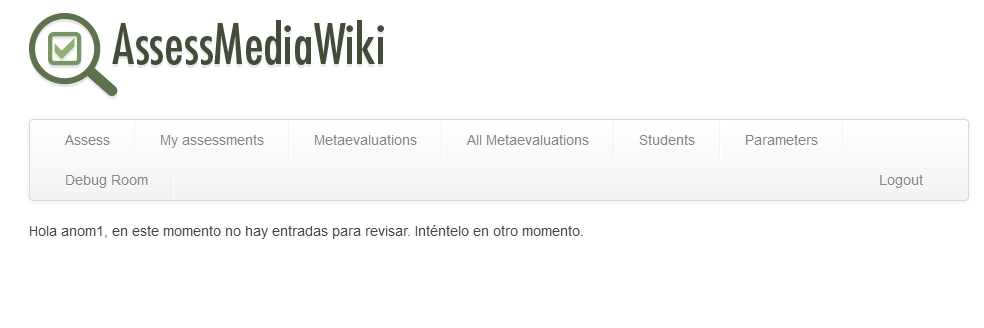 AssessMediaWiki
Assess My assessments Metaevaluations All Metaevaluations Students Parameters
Debug Room Logout
Hola anom1, en este momento no hay entradas para revisar. Inténtelo en otro momento.